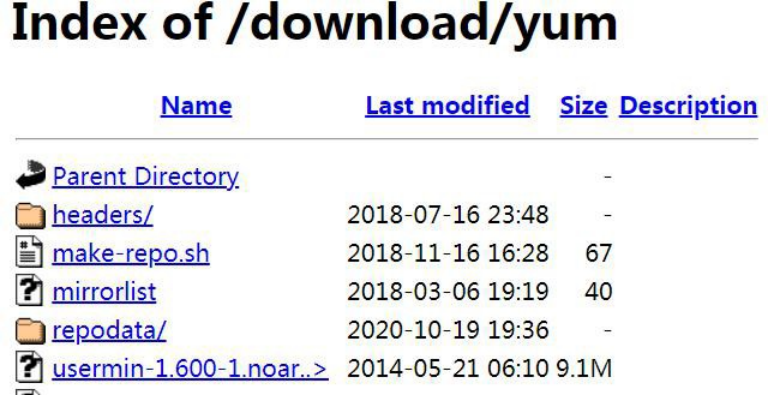 Index of /download/yum
Name Last modified Size Description
Parent Directory -
headers/ 2018-07-16 23:48 -
make-repo.sh 2018-11-16 16:28 67
mirrorlist 2018-03-06 19:19 40
repodata/ 2020-10-19 19:36 -
usermin-1.600-1.noar..> 2014-05-21 06:10 9.1M